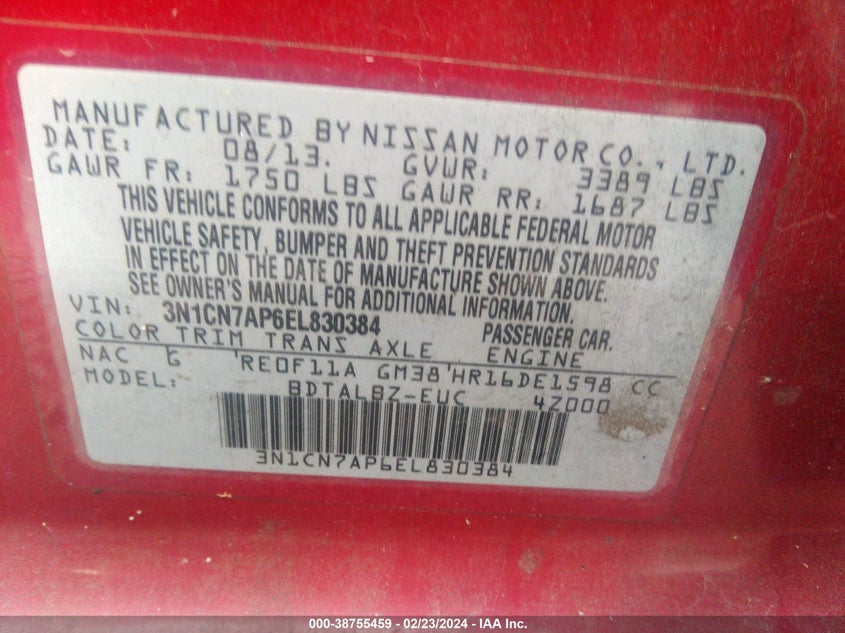 MANUFACTURED BY NISSAN MOTOR CO., LTD.
DATE: 08/13. GVWR: 3389 LBS
GAWR FR: 1750 LBS GAWR RR: 1687 LBS
THIS VEHICLE CONFORMS TO ALL APPLICABLE FEDERAL MOTOR
VEHICLE SAFETY, BUMPER AND THEFT PREVENTION STANDARDS
IN EFFECT ON THE DATE OF MANUFACTURE SHOWN ABOVE.
SEE OWNER'S MANUAL FOR ADDITIONAL INFORMATION.
VIN: 3N1CN7AP6EL830384 PASSENGER CAR.
COLOR TRIM TRANS AXLE ENGINE
NAC G 'RE0F11A GM38'HR16DE1598 CC
MODEL: BDTALBZ-EUC 4Z000
3N1CN7AP6EL830384
000-38755459 - 02/23/2024 - IAA Inc.